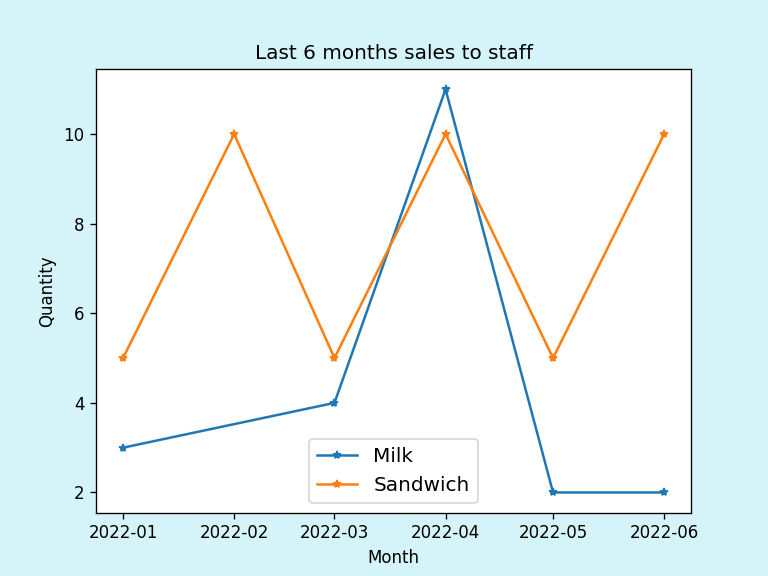 Last 6 months sales to staff
Quantity
10
8
6
4
2
Milk
Sandwich
2022-01 2022-02 2022-03 2022-04 2022-05 2022-06
Month